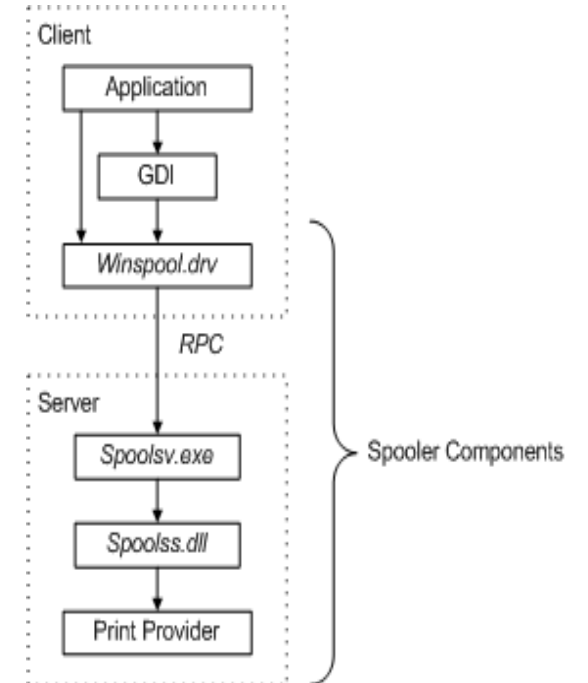 Client
Application
GDI
Winspool.drv
RPC
Server
Spoolsv.exe
Spoolss.dll
Print Provider
Spooler Components